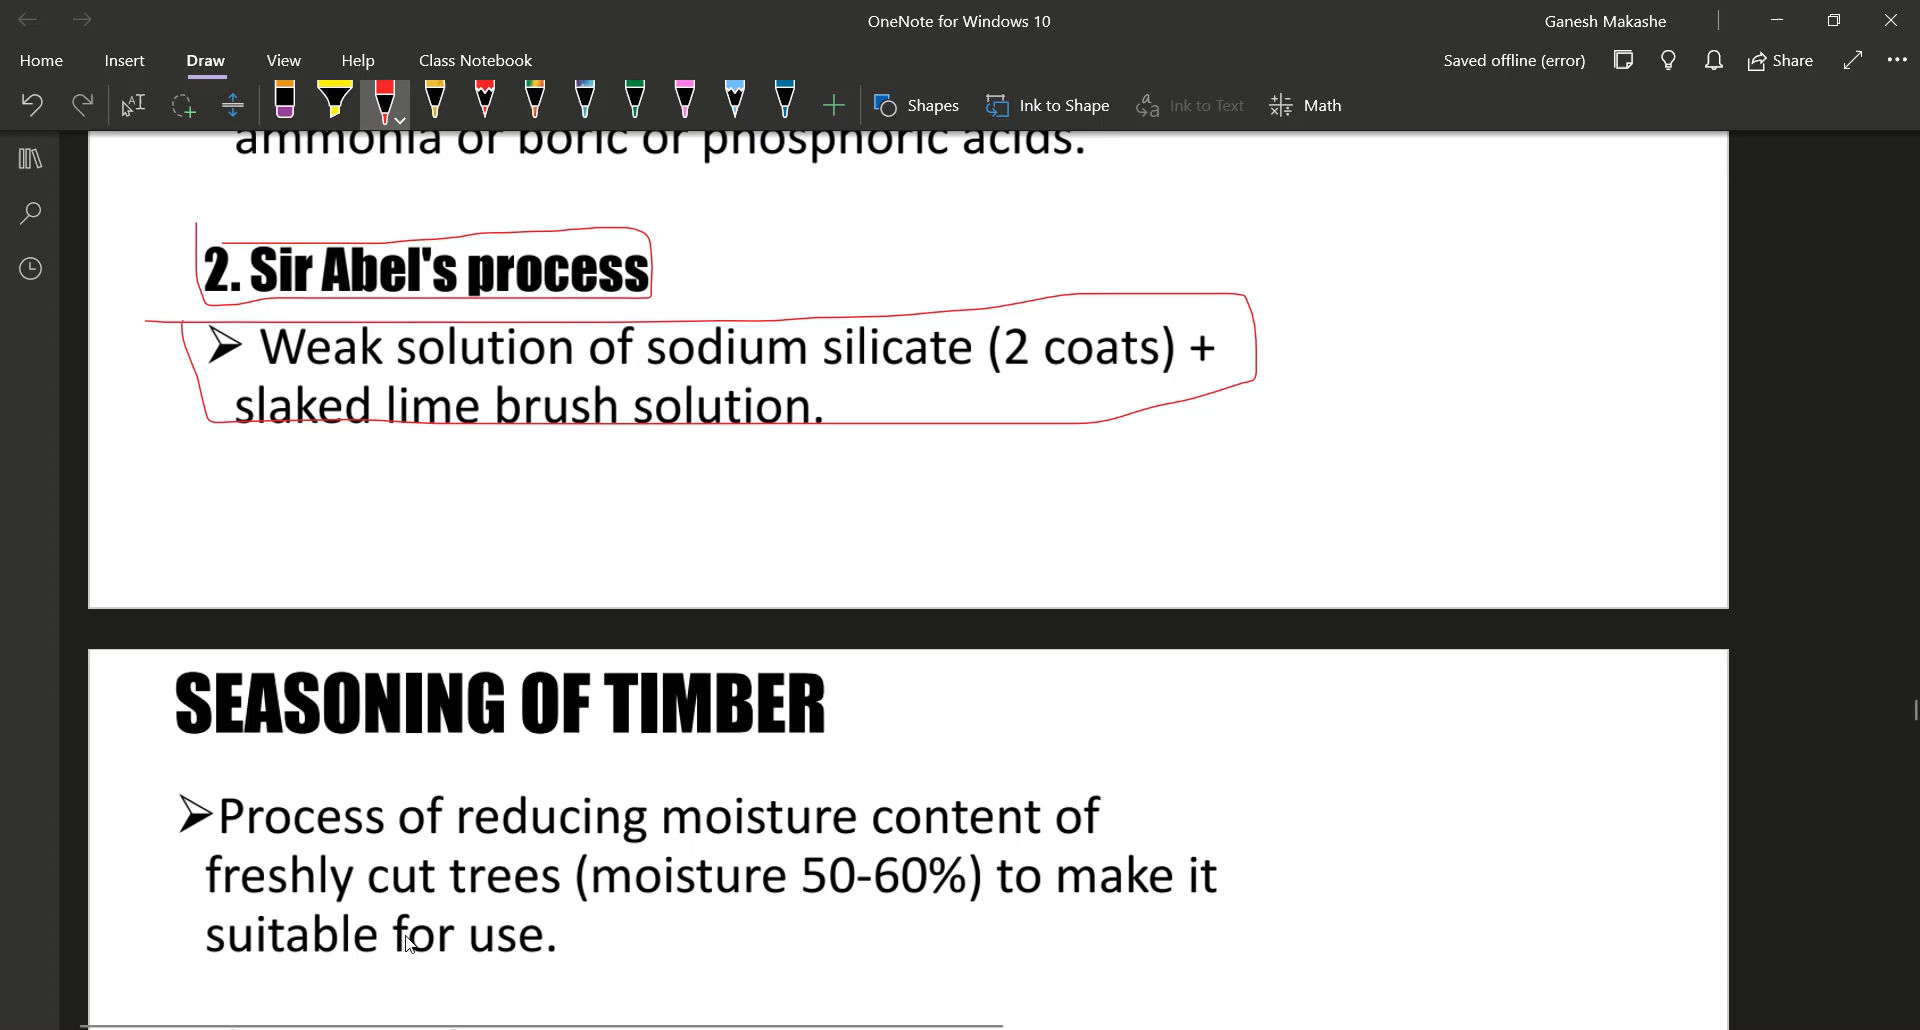 OneNote for Windows 10
Ganesh Makashe
Home Insert Draw View Help Class Notebook
Saved offline (error) Share
Shapes Ink to Shape Ink to Text Math
ammonia or boric or phosphoric acids.
2. Sir Abel's process
Weak solution of sodium silicate (2 coats) +
slaked lime brush solution.
SEASONING OF TIMBER
Process of reducing moisture content of
freshly cut trees (moisture 50-60%) to make it
suitable for use.